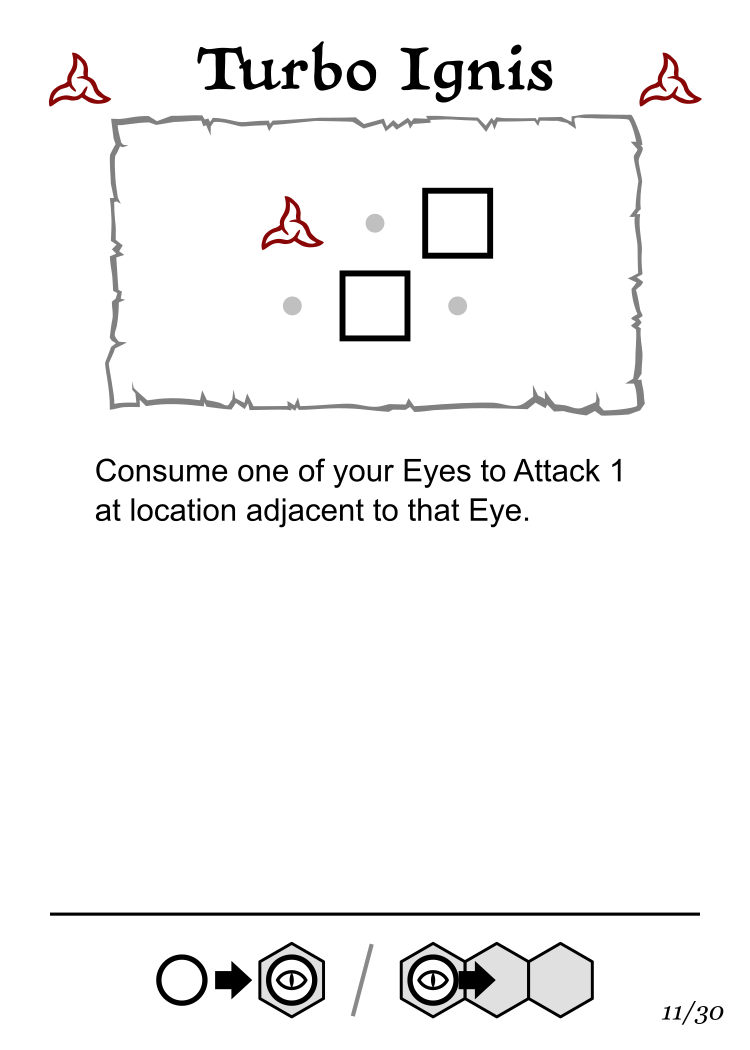 Turbo Ignis
Consume one of your Eyes to Attack 1
at location adjacent to that Eye.
11/30